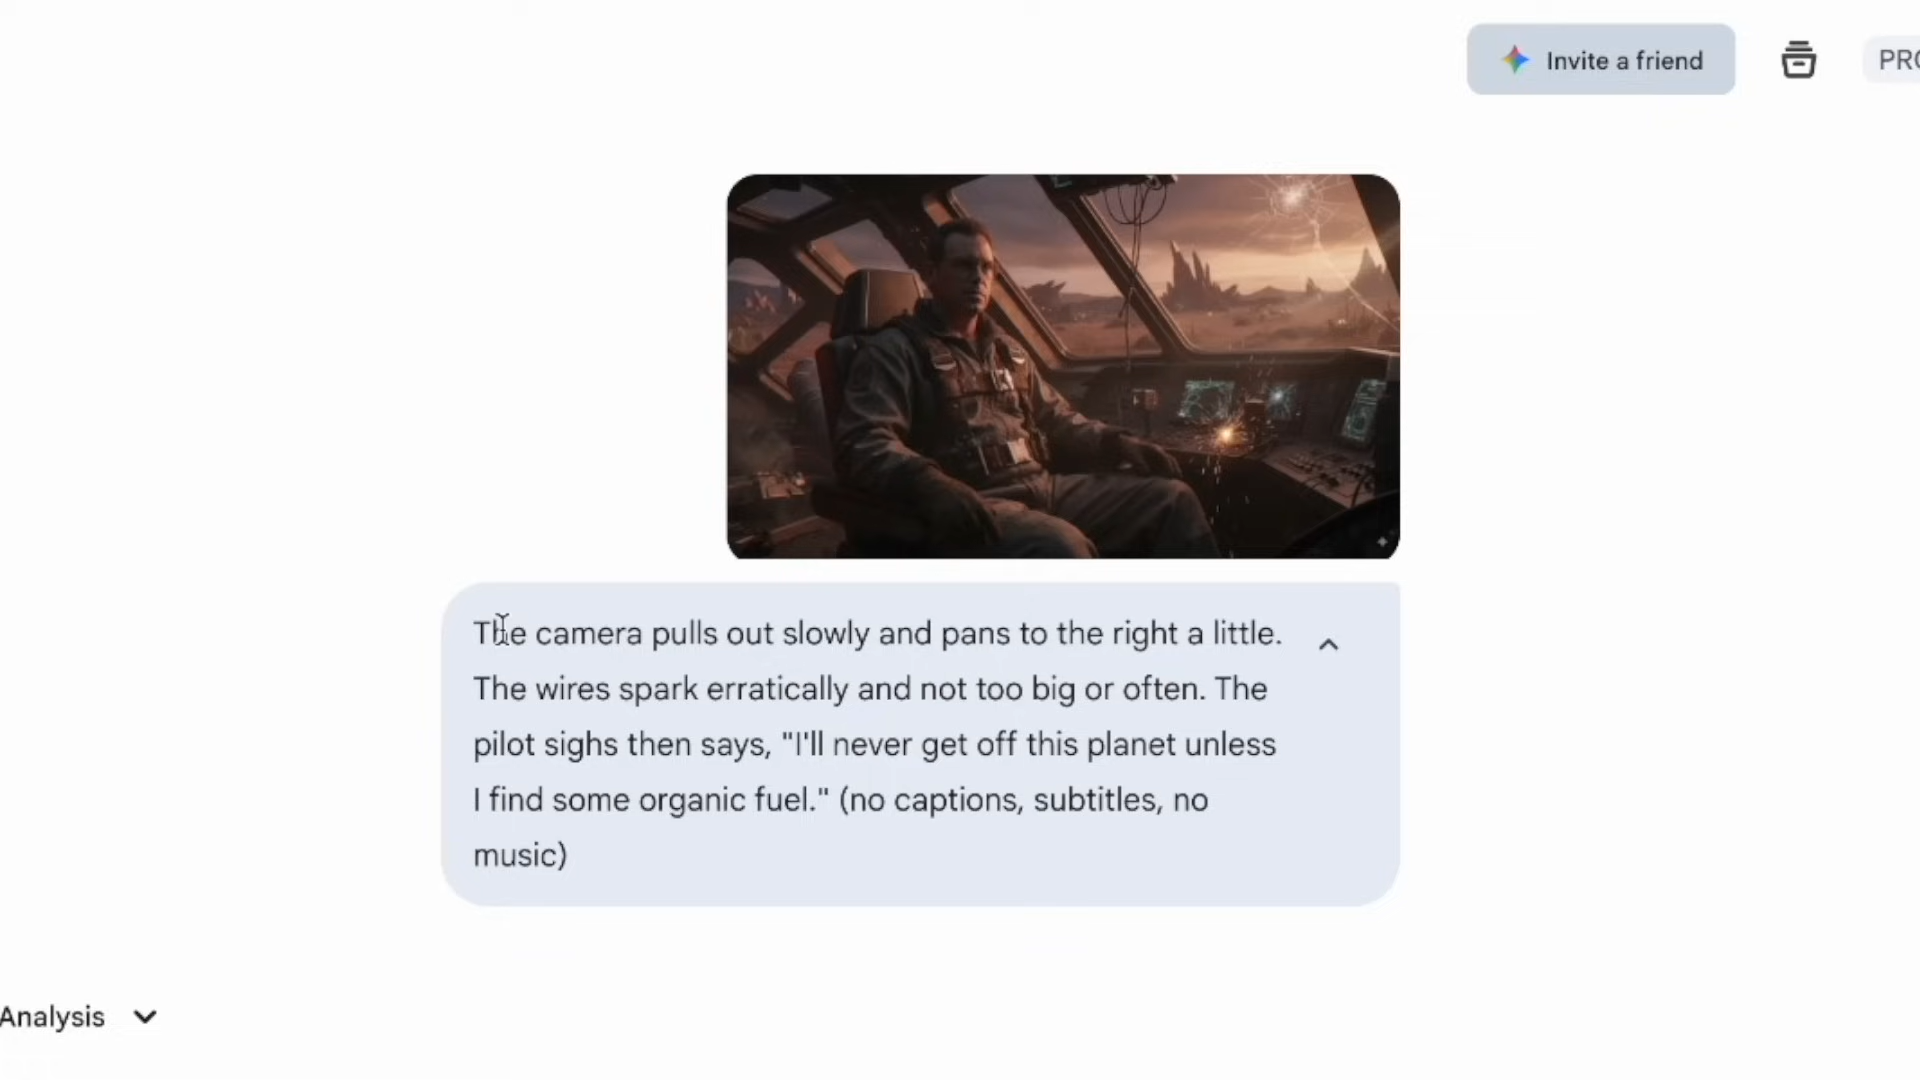 Invite a friend
PRO
The camera pulls out slowly and pans to the right a little.
The wires spark erratically and not too big or often. The
pilot sighs then says, "I'll never get off this planet unless
I find some organic fuel." (no captions, subtitles, no
music)
Analysis